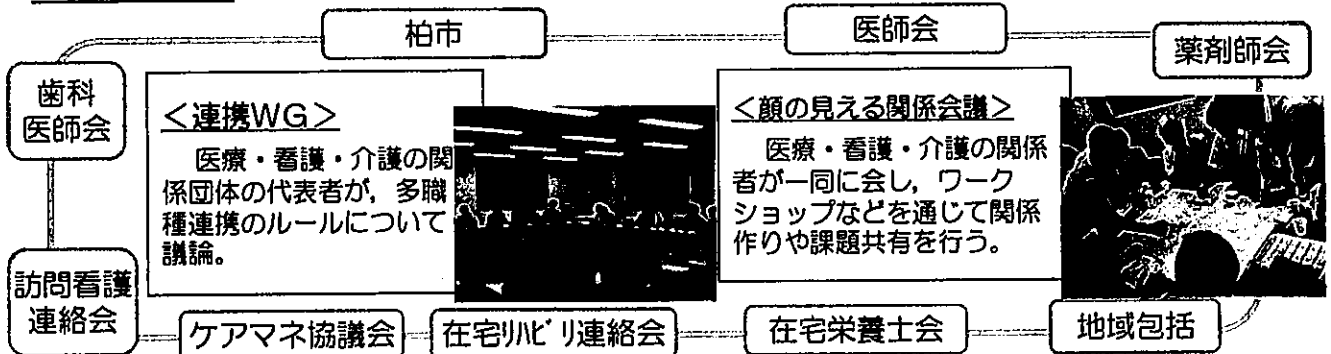 柏市
医師会
薬剤師会
歯科
医師会
＜連携WG＞
医療・看護・介護の関
係団体の代表者が，多職
種連携のルールについて
議論。
＜顔の見える関係会議＞
医療・看護・介護の関係
者が一同に会し，ワーク
ショップなどを通じて関係
作りや課題共有を行う。
訪問看護
連絡会
ケアマネ協議会
在宅ﾘﾊﾋﾞﾘ連絡会
在宅栄養士会
地域包括